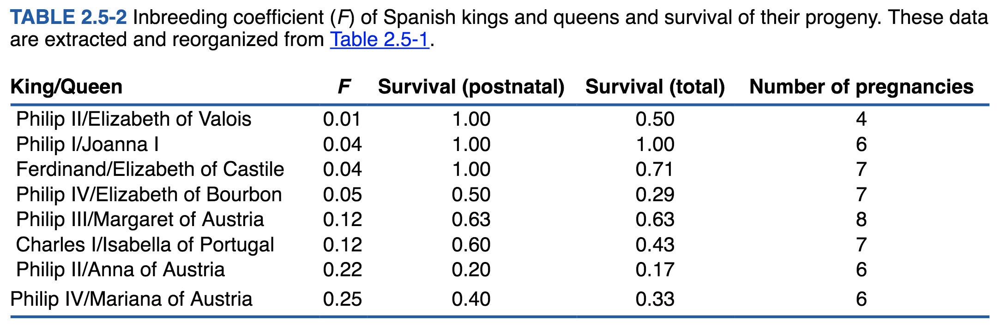 TABLE 2.5-2 Inbreeding coefficient (F) of Spanish kings and queens and survival of their progeny. These data
are extracted and reorganized from Table 2.5-1.
King/Queen F Survival (postnatal) Survival (total) Number of pregnancies
Philip II/Elizabeth of Valois 0.01 1.00 0.50 4
Philip I/Joanna I 0.04 1.00 1.00 6
Ferdinand/Elizabeth of Castile 0.04 1.00 0.71 7
Philip IV/Elizabeth of Bourbon 0.05 0.50 0.29 7
Philip III/Margaret of Austria 0.12 0.63 0.63 8
Charles I/Isabella of Portugal 0.12 0.60 0.43 7
Philip II/Anna of Austria 0.22 0.20 0.17 6
Philip IV/Mariana of Austria 0.25 0.40 0.33 6